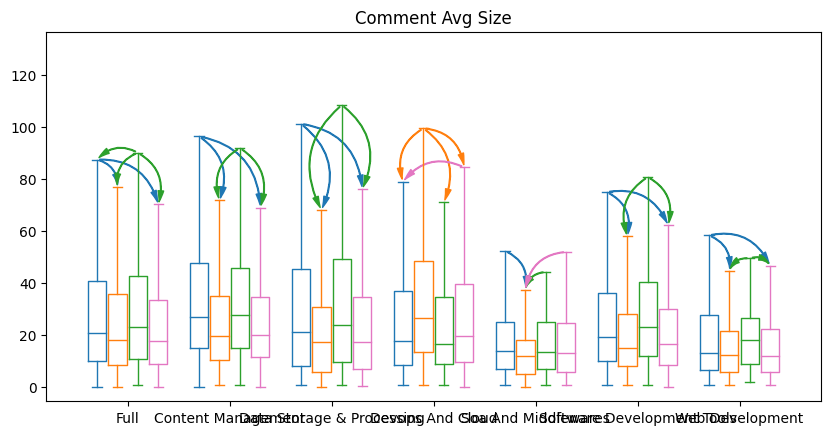 Comment Avg Size
120
100
80
60
40
20
0
Full
Content Management
Data Storage & Processing
Devops And Cloud
Soa And Middlewares
Software Development Tools
Web Development